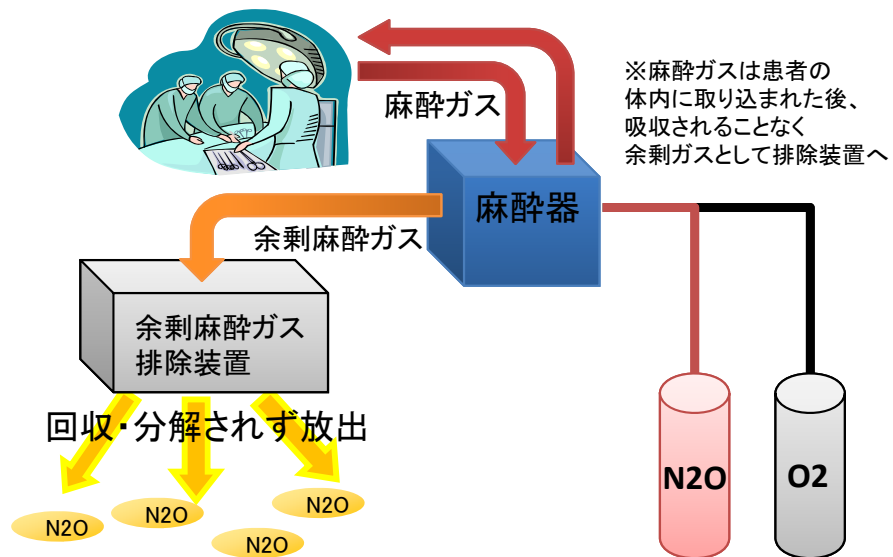 麻酔ガス
※麻酔ガスは患者の
体内に取り込まれた後、
吸収されることなく
余剰ガスとして排除装置へ
麻酔器
余剰麻酔ガス
余剰麻酔ガス
排除装置
回収・分解されず放出
N2O
O2
N2O
N2O
N2O
N2O